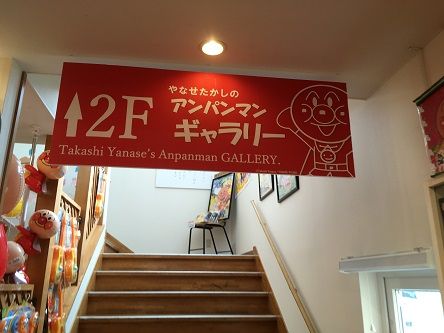 ↑2F
やなせたかしの
アンパンマン
ギャラリー
Takashi Yanase's Anpanman GALLERY.